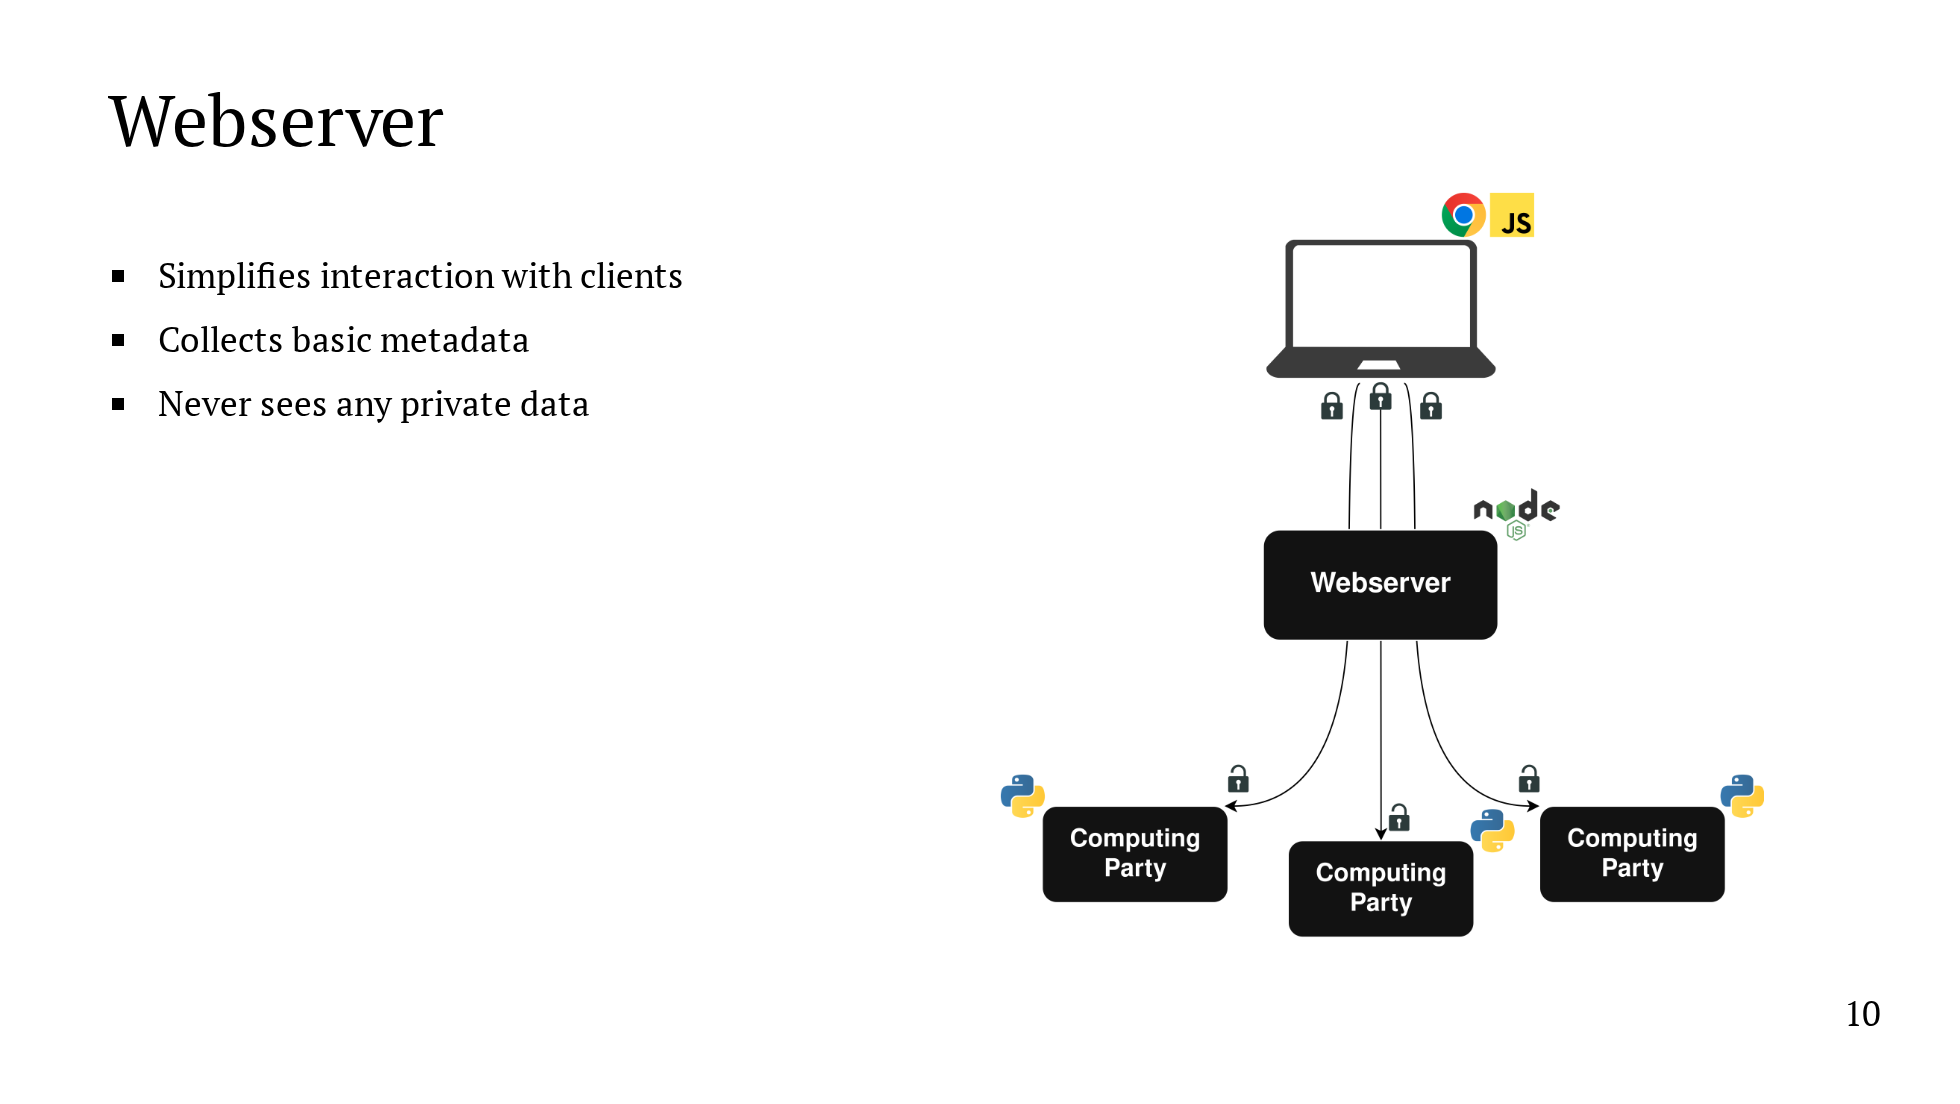 Webserver
Simplifies interaction with clients
Collects basic metadata
Never sees any private data
JS
node
JS
Webserver
Computing
Party
Computing
Party
Computing
Party
10